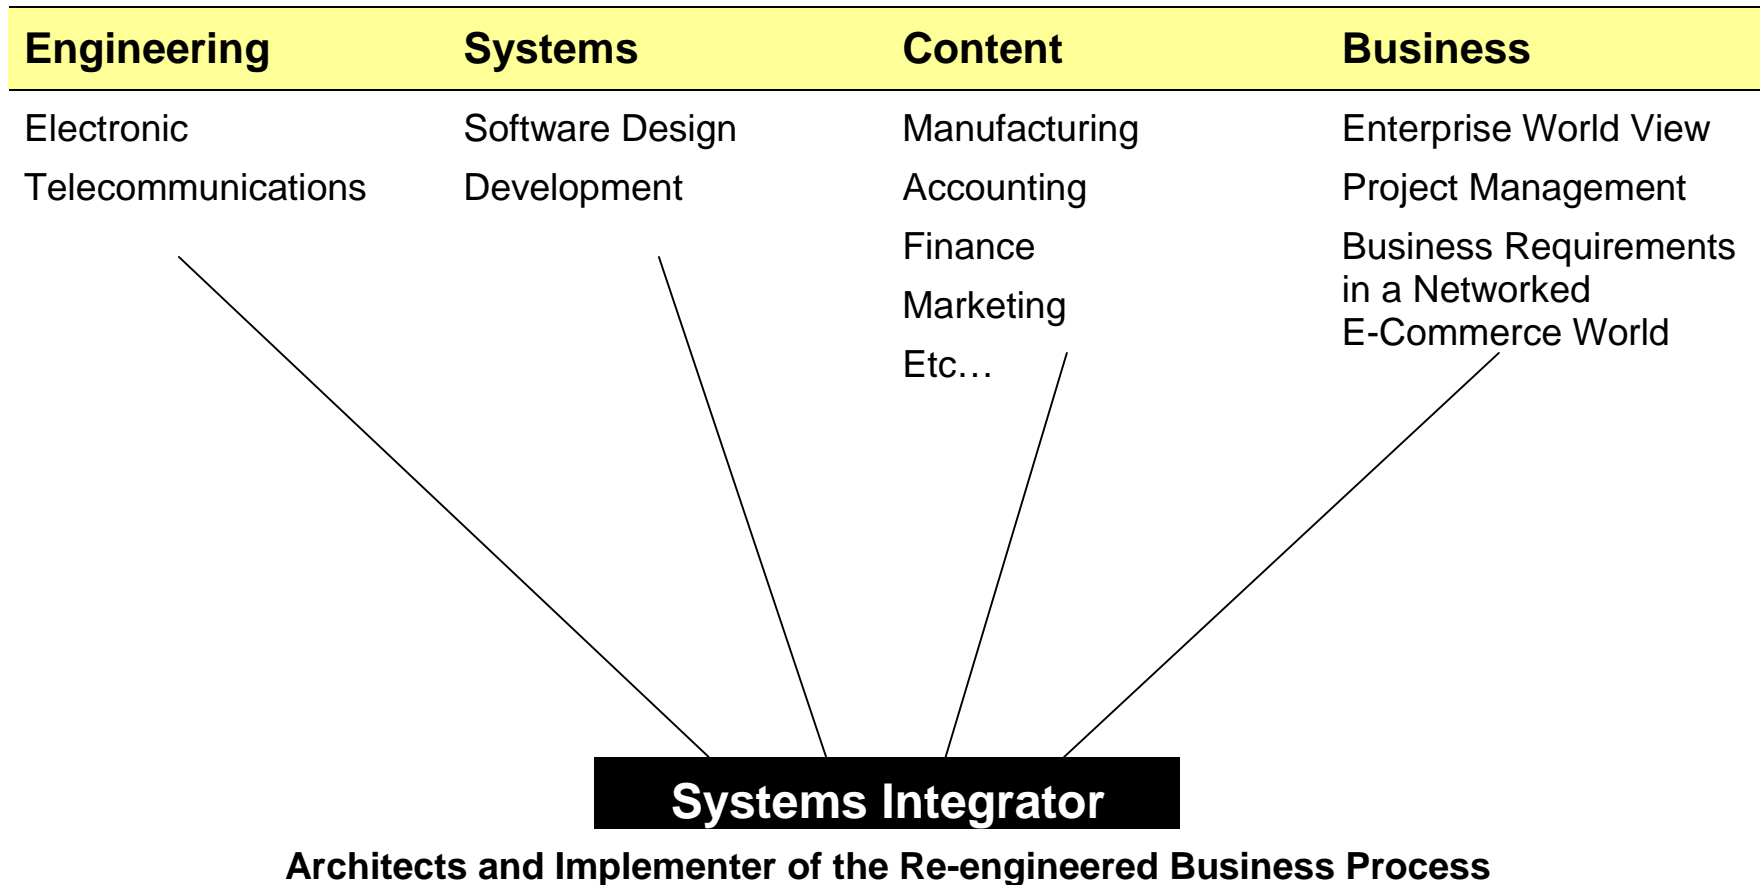 Engineering Systems Content Business
Electronic Software Design Manufacturing Enterprise World View
Telecommunications Development Accounting Project Management
Finance Business Requirements
in a Networked
Marketing
E-Commerce World
Etc…
Systems Integrator
Architects and Implementer of the Re-engineered Business Process